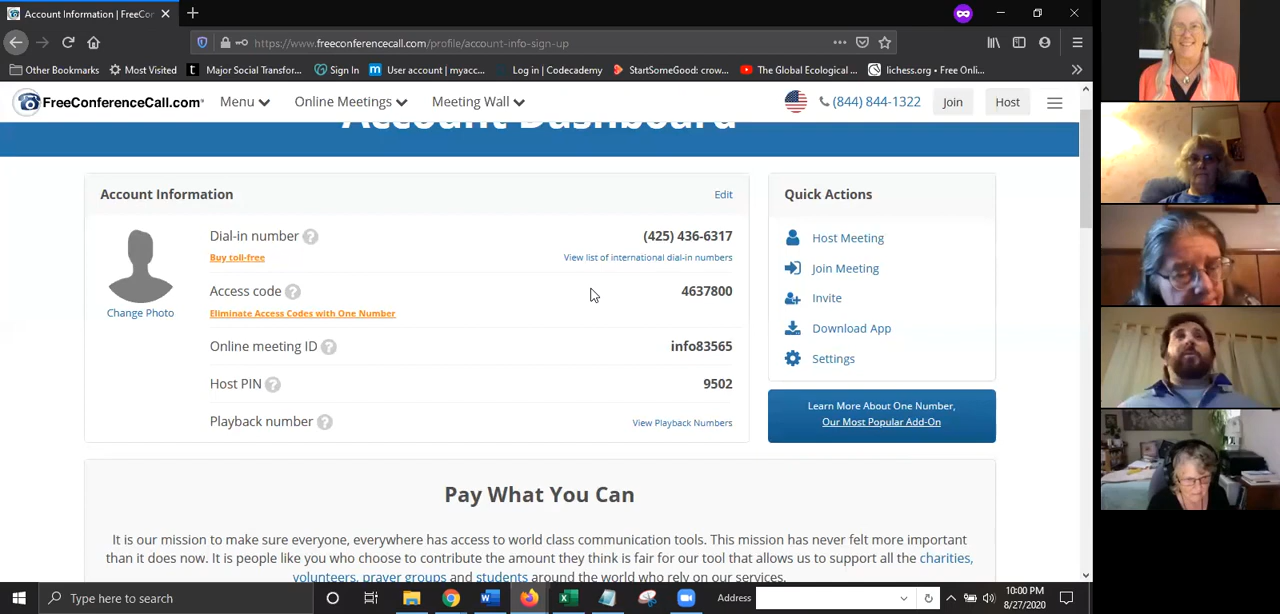 Account Information | FreeCon
https://www.freeconferencecall.com/profile/account-info-sign-up
Other Bookmarks Most Visited Major Social Transfor... Sign In User account | myacc... Log in | Codecademy StartSomeGood: crow... The Global Ecological ... lichess.org • Free Onli...
FreeConferenceCall.com Menu Online Meetings Meeting Wall (844) 844-1322 Join Host
Account Dashboard
Account Information Edit
Dial-in number ? (425) 436-6317
Buy toll-free View list of international dial-in numbers
Access code ? 4637800
Change Photo Eliminate Access Codes with One Number
Online meeting ID ? info83565
Host PIN ? 9502
Playback number ? View Playback Numbers
Quick Actions
Host Meeting
Join Meeting
Invite
Download App
Settings
Learn More About One Number,
Our Most Popular Add-On
Pay What You Can
It is our mission to make sure everyone, everywhere has access to world class communication tools. This mission has never felt more important
than it does now. It is people like you who choose to contribute the amount they think is fair for our tool that allows us to support all the charities,
volunteers, prayer groups and students around the world who rely on our services.
Type here to search Address 10:00 PM
8/27/2020